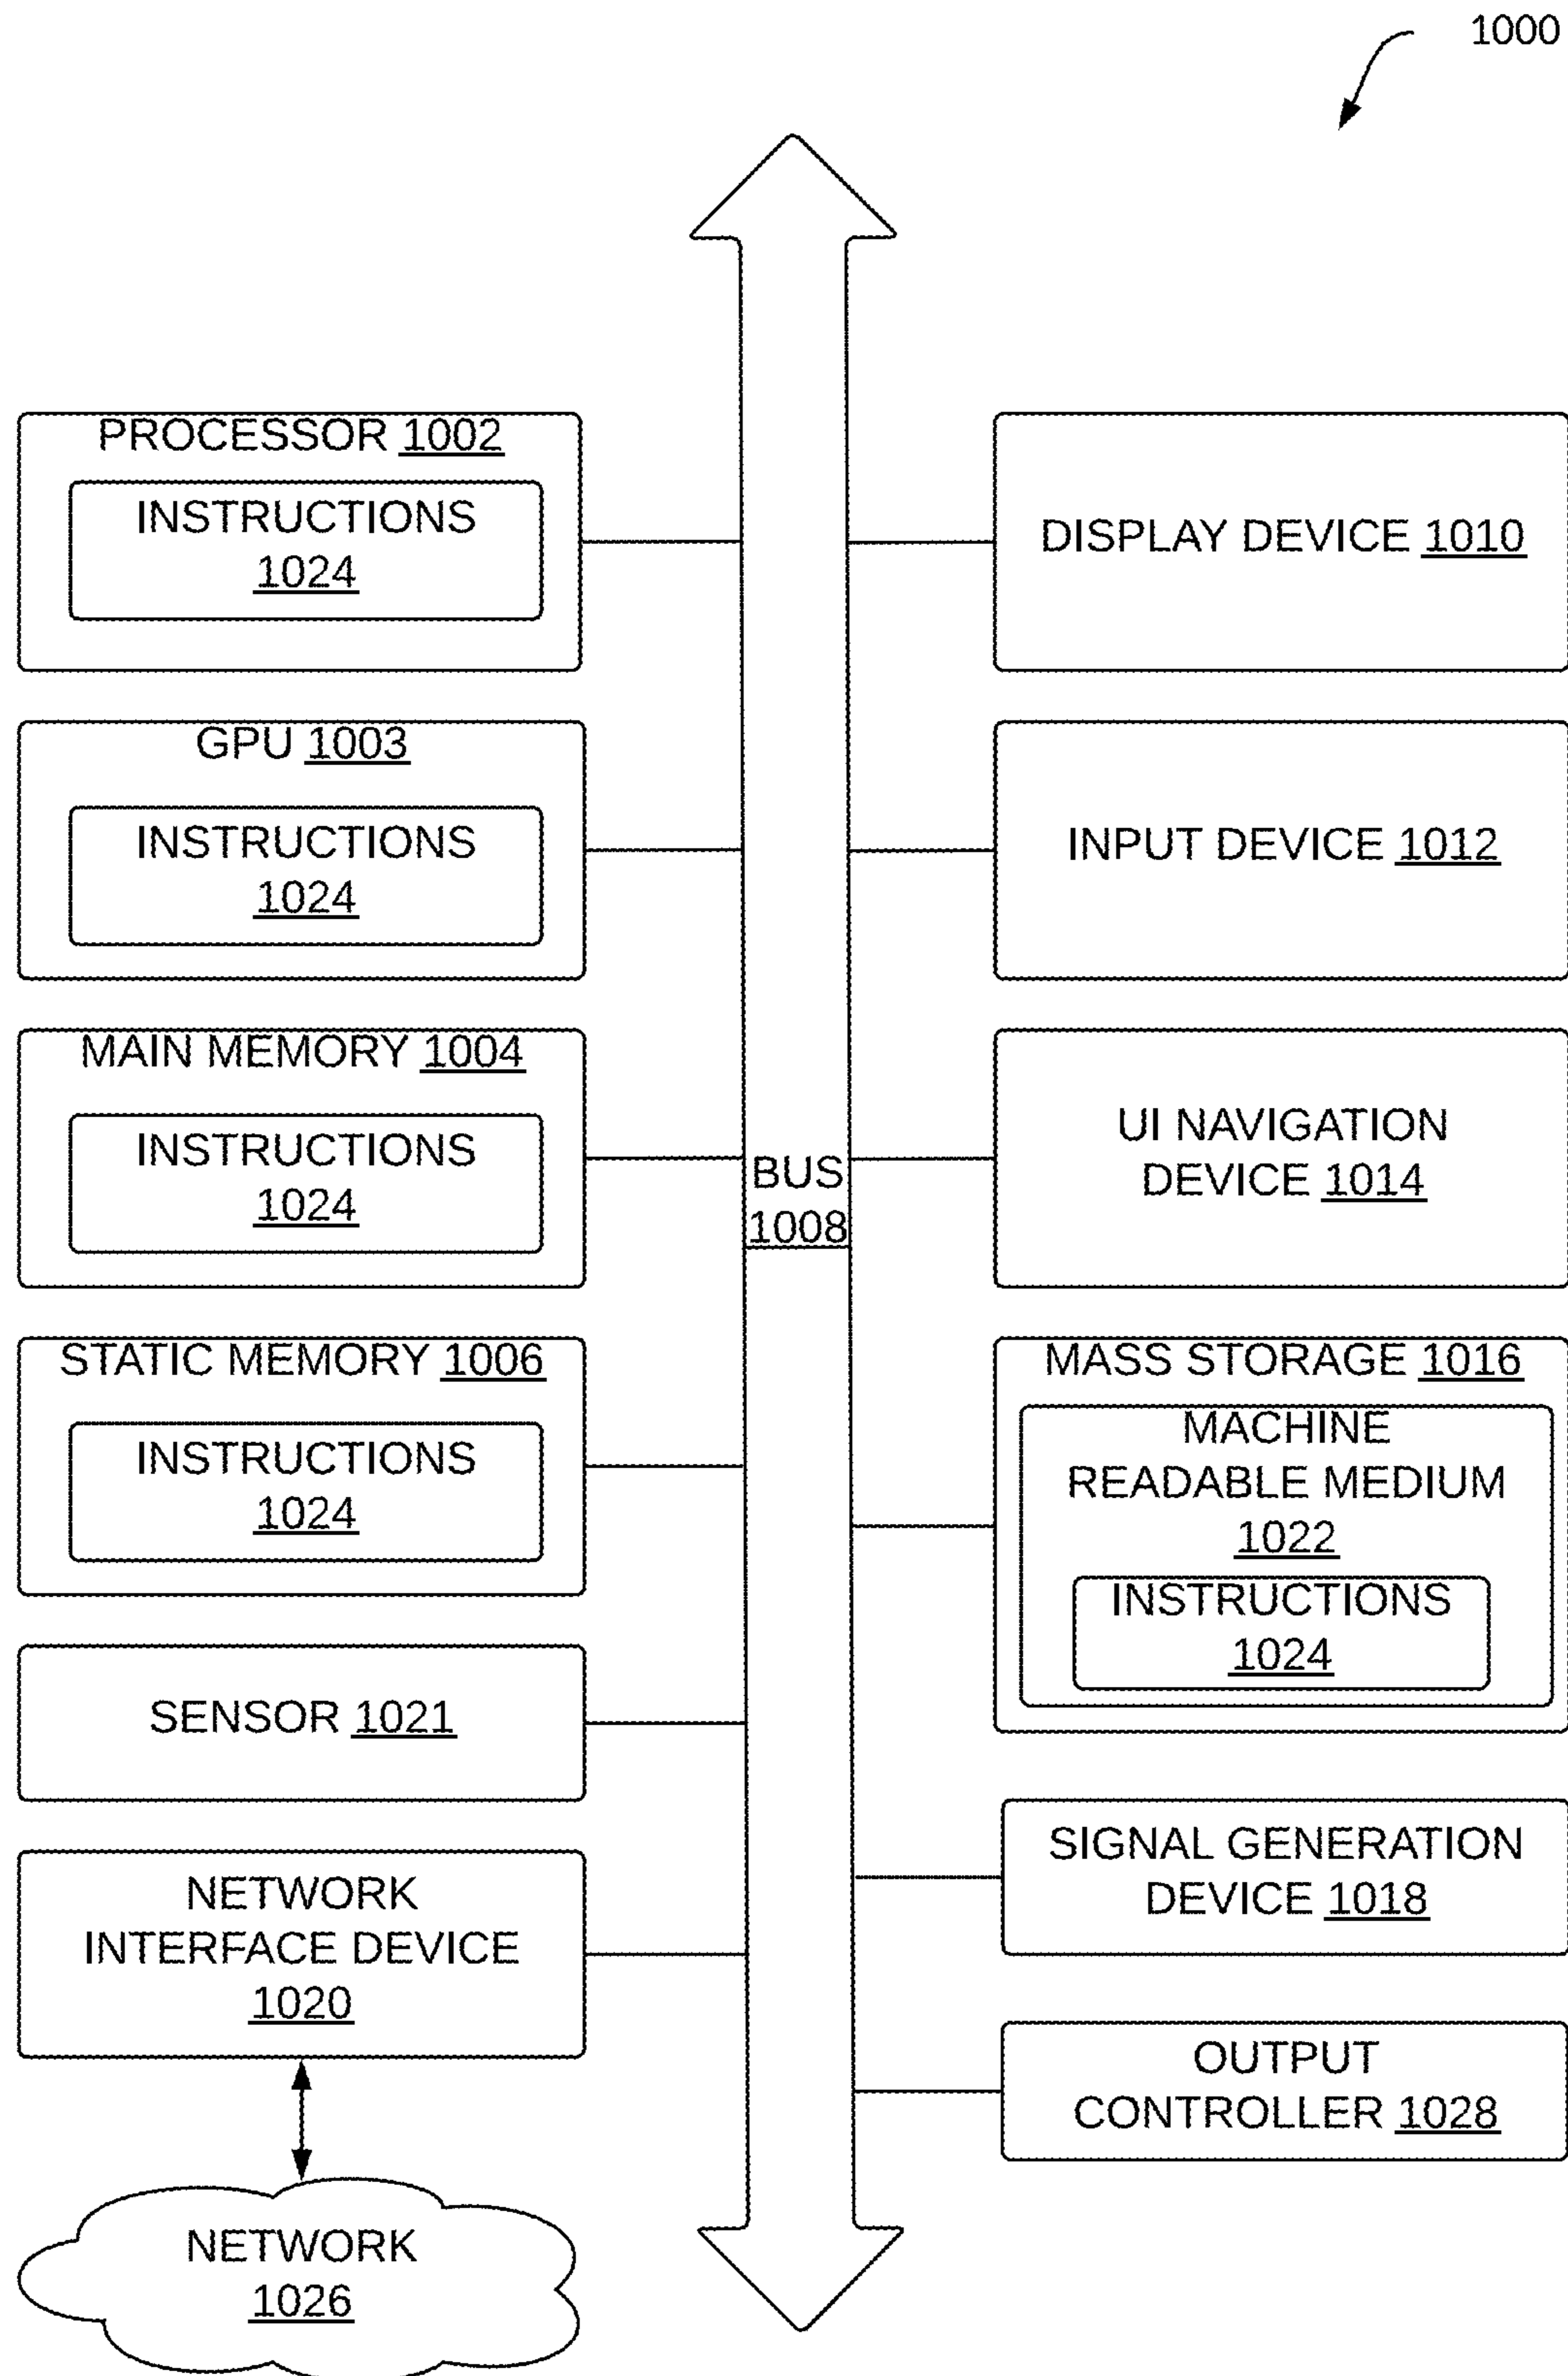 1000
PROCESSOR 1002
INSTRUCTIONS
1024
GPU 1003
INSTRUCTIONS
1024
MAIN MEMORY 1004
INSTRUCTIONS
1024
STATIC MEMORY 1006
INSTRUCTIONS
1024
SENSOR 1021
NETWORK
INTERFACE DEVICE
1020
NETWORK
1026
BUS
1008
DISPLAY DEVICE 1010
INPUT DEVICE 1012
UI NAVIGATION
DEVICE 1014
MASS STORAGE 1016
MACHINE
READABLE MEDIUM
1022
INSTRUCTIONS
1024
SIGNAL GENERATION
DEVICE 1018
OUTPUT
CONTROLLER 1028